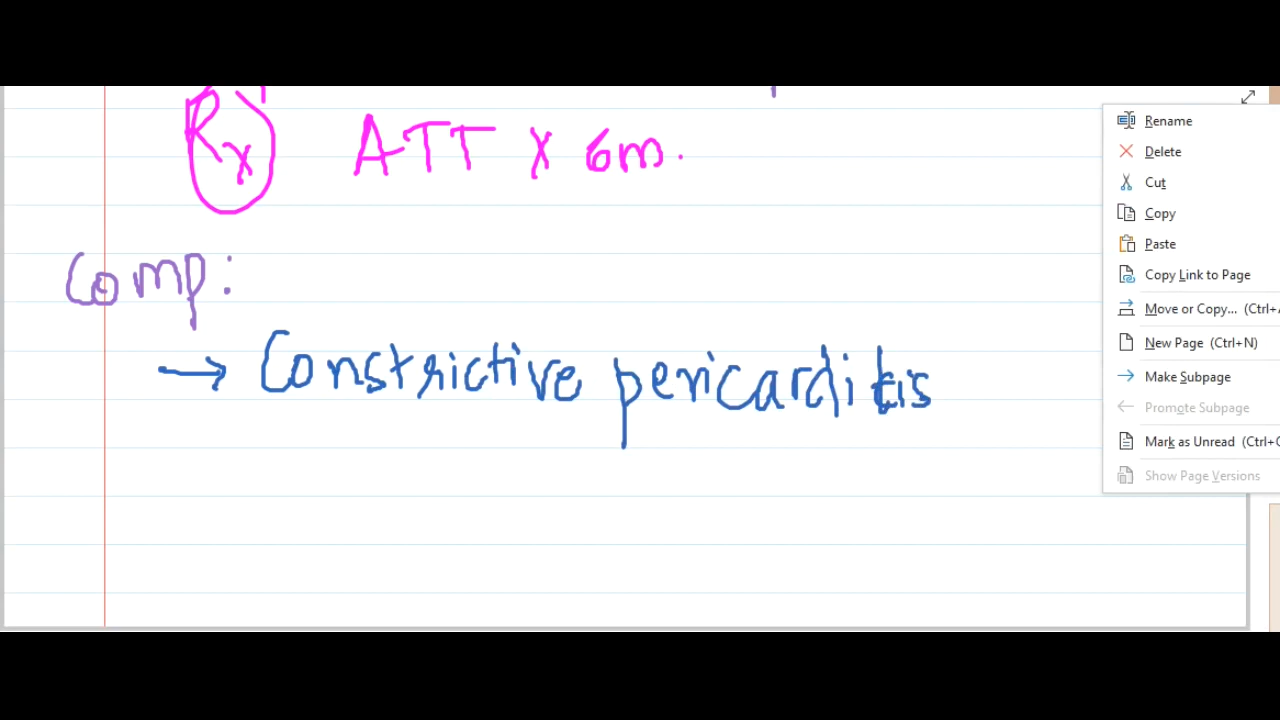 Rx ATT x 6m.
Comp:
→ Constrictive pericarditis
Rename
Delete
Cut
Copy
Paste
Copy Link to Page
Move or Copy... (Ctrl+
New Page (Ctrl+N)
Make Subpage
Promote Subpage
Mark as Unread (Ctrl+
Show Page Versions